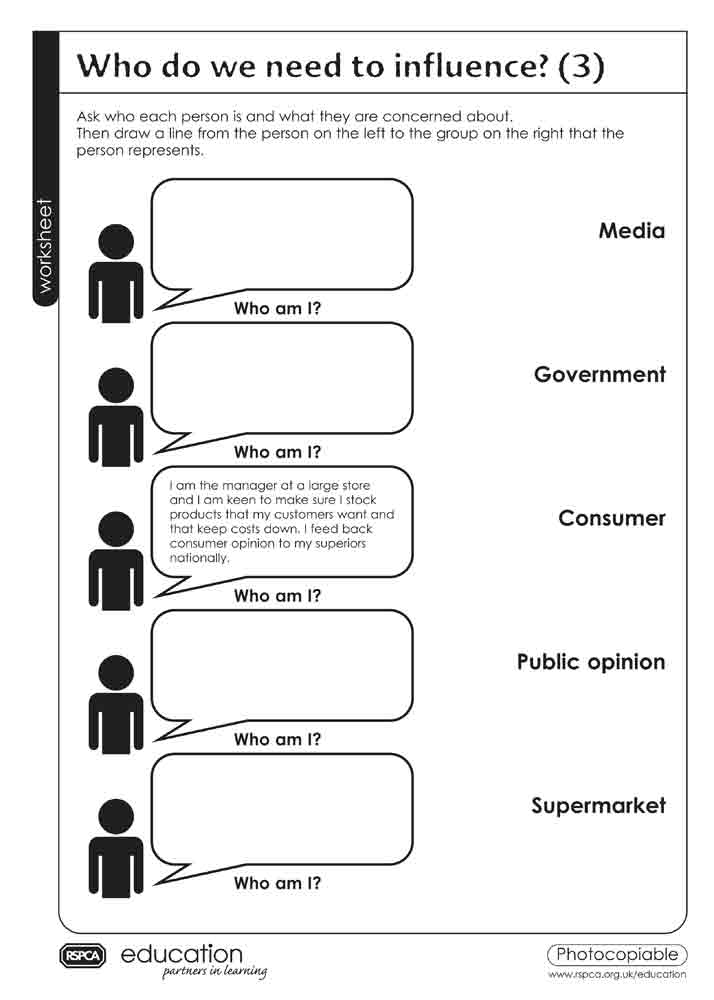 worksheet
Who do we need to influence? (3)
Ask who each person is and what they are concerned about.
Then draw a line from the person on the left to the group on the right that the
person represents.
Media
Who am I?
Government
Who am I?
I am the manager at a large store
and I am keen to make sure I stock
products that my customers want and
that keep costs down. I feed back
consumer opinion to my superiors
nationally.
Consumer
Who am I?
Public opinion
Who am I?
Supermarket
Who am I?
RSPCA education
partners in learning
Photocopiable
www.rspca.org.uk/education